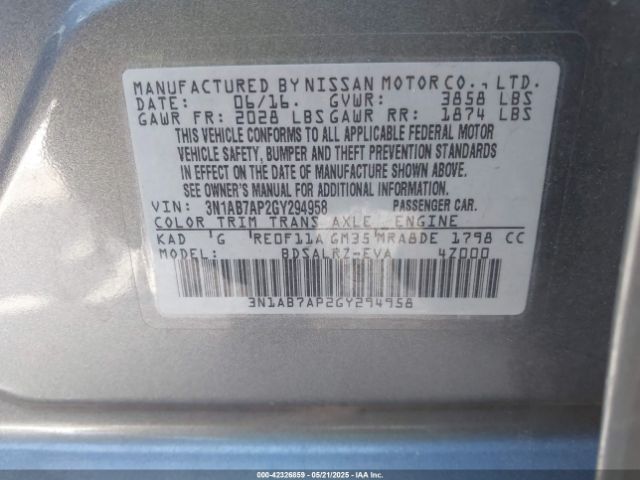 MANUFACTURED BY NISSAN MOTOR CO., LTD.
DATE: 06/16. GVWR: 3858 LBS
GAWR FR: 2028 LBS GAWR RR: 1874 LBS
THIS VEHICLE CONFORMS TO ALL APPLICABLE FEDERAL MOTOR
VEHICLE SAFETY, BUMPER AND THEFT PREVENTION STANDARDS
IN EFFECT ON THE DATE OF MANUFACTURE SHOWN ABOVE.
SEE OWNER'S MANUAL FOR ADDITIONAL INFORMATION.
VIN: 3N1AB7AP2GY294958 PASSENGER CAR.
COLOR TRIM TRANS AXLE ENGINE
KAD 'G 'RE0F11A'GM35'MRA8DE 1798 CC
MODEL: BDSALRZ-EVA 4Z000
3N1AB7AP2GY294958
000-42326859 - 05/21/2025 - IAAI.COM